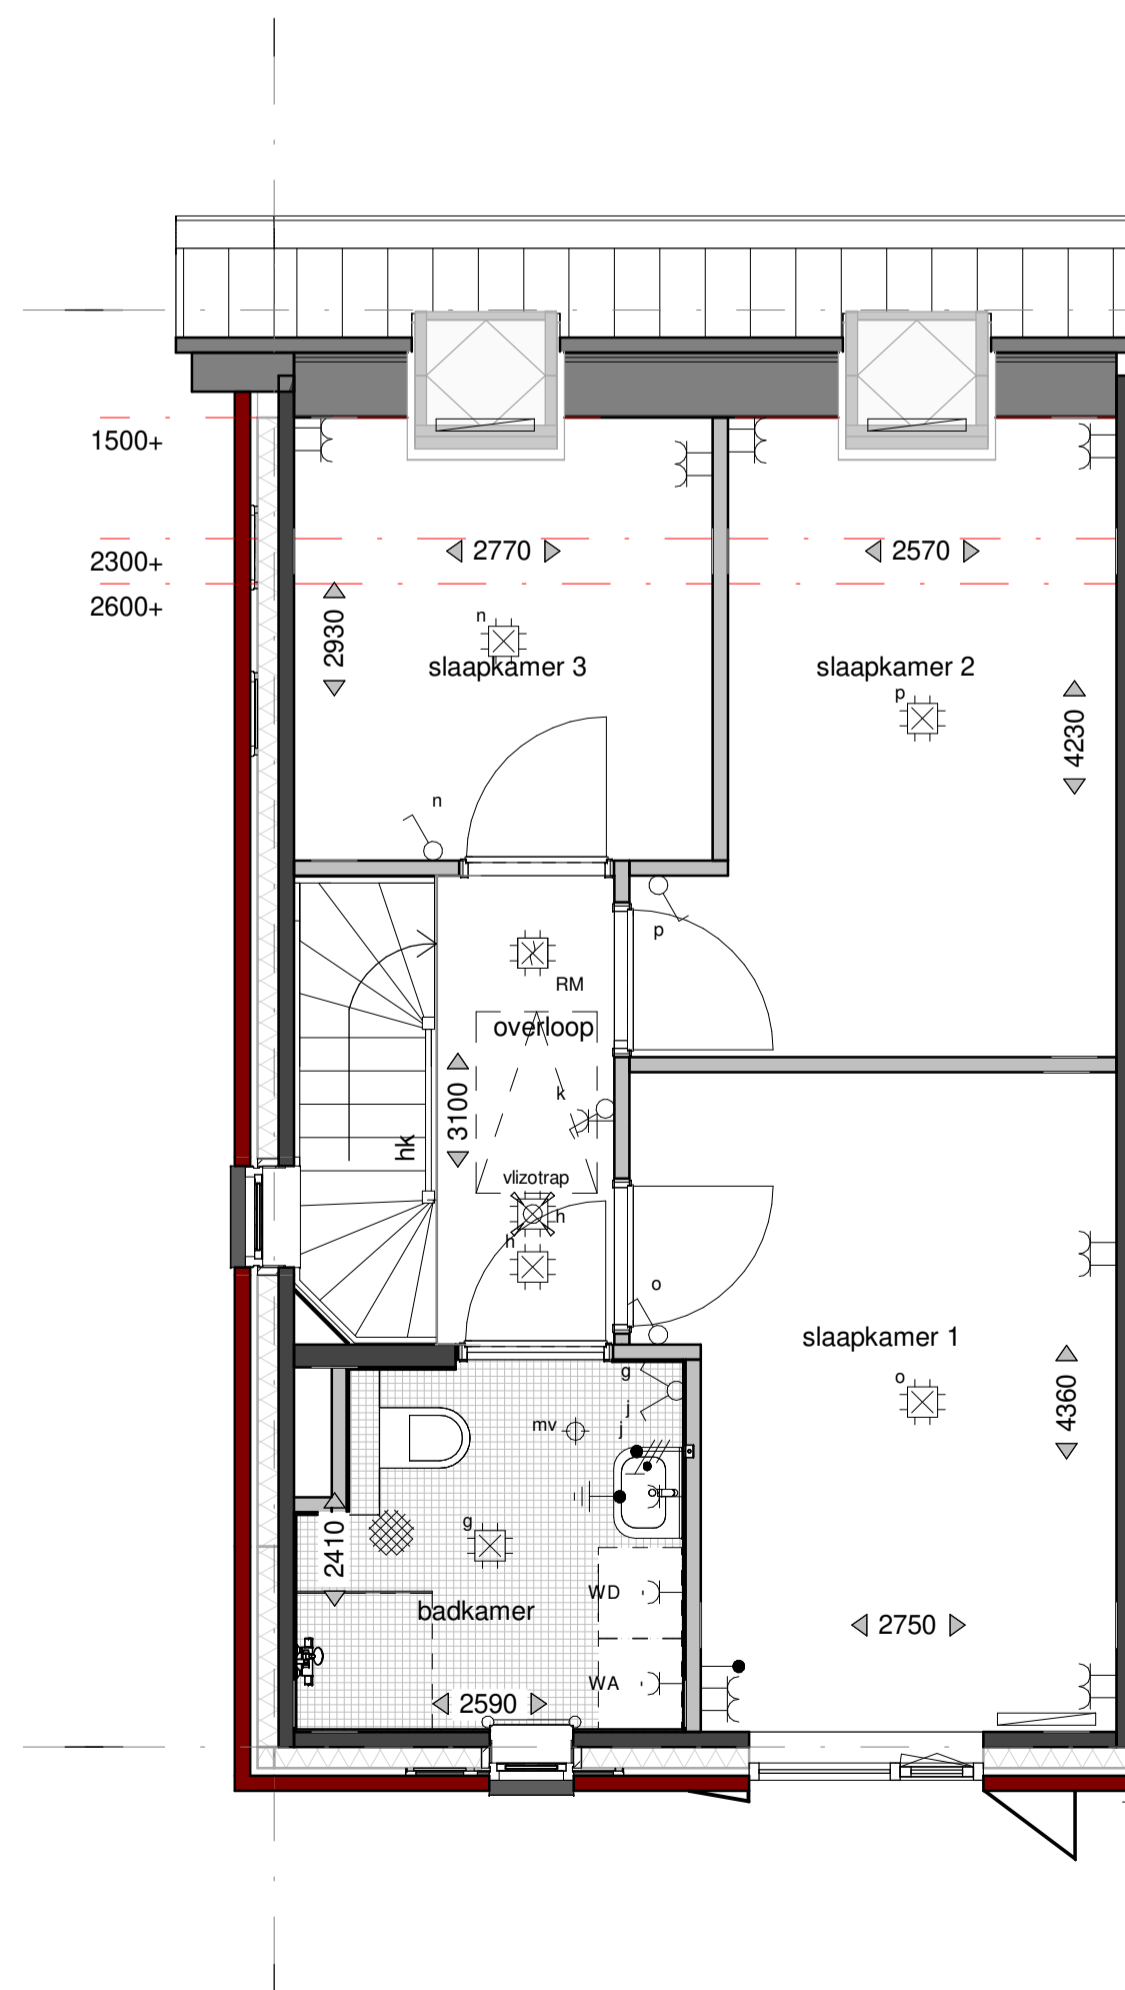 1500+
2300+
2600+
2770
2570
n
2930
slaapkamer 3
slaapkamer 2
p
4230
n
p
RM
overloop
k
3100
hk
vlizotrap
h
h
o
slaapkamer 1
o
g
4360
j
mv
j
g
2410
WD
badkamer
2750
WA
2590